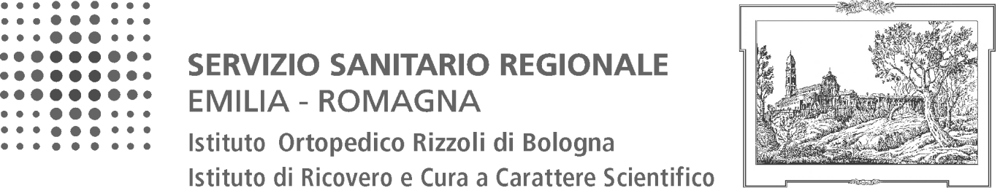 SERVIZIO SANITARIO REGIONALE
EMILIA - ROMAGNA
Istituto Ortopedico Rizzoli di Bologna
Istituto di Ricovero e Cura a Carattere Scientifico